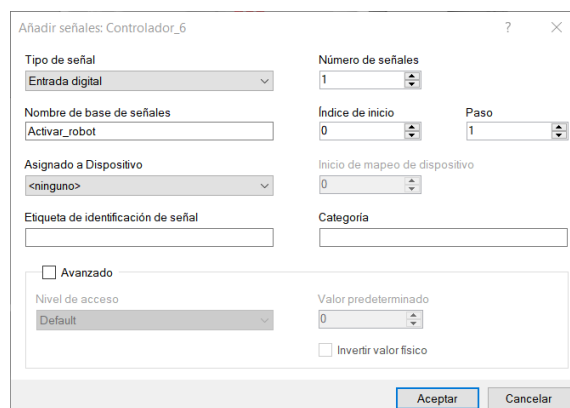 Añadir señales: Controlador_6 ? ×
Tipo de señal Número de señales
Entrada digital 1
Nombre de base de señales Índice de inicio Paso
Activar_robot 0 1
Asignado a Dispositivo Inicio de mapeo de dispositivo
<ninguno> 0
Etiqueta de identificación de señal Categoría
Avanzado
Nivel de acceso Valor predeterminado
Default 0
Invertir valor físico
Aceptar Cancelar